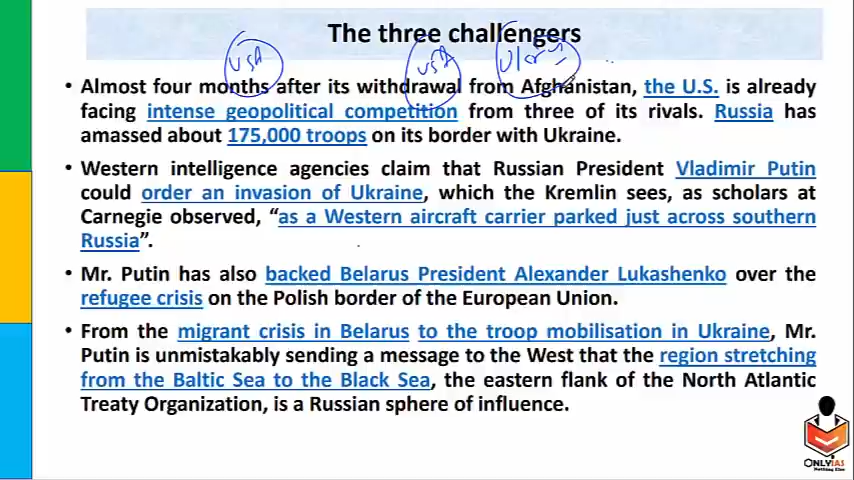 The three challengers
USA
USA
• Almost four months after its withdrawal from Afghanistan, the U.S. is already
facing intense geopolitical competition from three of its rivals. Russia has
amassed about 175,000 troops on its border with Ukraine.
• Western intelligence agencies claim that Russian President Vladimir Putin
could order an invasion of Ukraine, which the Kremlin sees, as scholars at
Carnegie observed, “as a Western aircraft carrier parked just across southern
Russia”.
• Mr. Putin has also backed Belarus President Alexander Lukashenko over the
refugee crisis on the Polish border of the European Union.
• From the migrant crisis in Belarus to the troop mobilisation in Ukraine, Mr.
Putin is unmistakably sending a message to the West that the region stretching
from the Baltic Sea to the Black Sea, the eastern flank of the North Atlantic
Treaty Organization, is a Russian sphere of influence.
ONLYIAS
Nothing Else